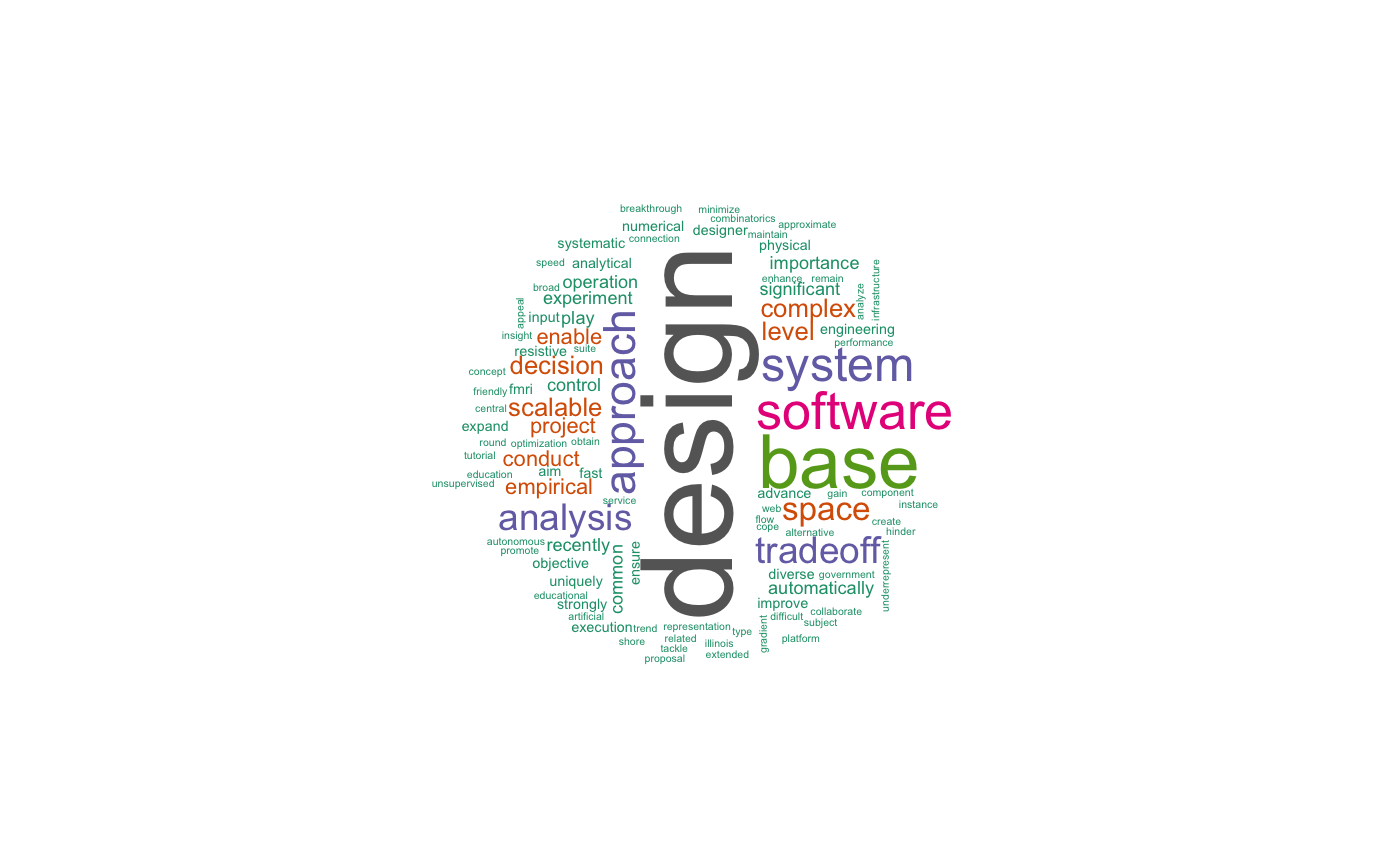 breakthrough
minimize
combinatorics
numerical
designer
approximate
connection
maintain
systematic
physical
speed
analytical
importance
broad
operation
enhance
remain
experiment
significant
analyze
infrastructure
appeal
input
play
complex
insight
enable
level
engineering
resistive
suite
performance
concept
decision
system
friendly
fmri
control
approach
design
central
scalable
software
expand
project
round
optimization
obtain
base
tutorial
conduct
education
aim
fast
unsupervised
empirical
advance
gain
component
service
web
space
instance
analysis
flow
cope
create
alternative
hinder
autonomous
promote
recently
tradeoff
objective
common
ensure
diverse
government
underrepresent
uniquely
automatically
educational
strongly
improve
artificial
difficult
collaborate
subject
execution
trend
representation
type
gradient
shore
related
illinois
platform
tackle
proposal
extended